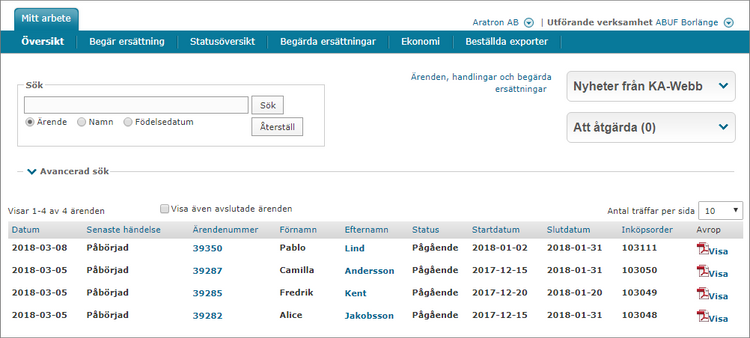 Mitt arbete
Aratron AB | Utförande verksamhet ABUF Borlänge
Översikt Begär ersättning Statusöversikt Begärda ersättningar Ekonomi Beställda exporter
Sök
Sök
Ärende Namn Födelsedatum
Återställ
Ärenden, handlingar och begärda
ersättningar
Nyheter från KA-Webb
Att åtgärda (0)
Avancerad sök
Visar 1-4 av 4 ärenden Visa även avslutade ärenden Antal träffar per sida 10
Datum Senaste händelse Ärendenummer Förnamn Efternamn Status Startdatum Slutdatum Inköpsorder Avrop
2018-03-08 Påbörjad 39350 Pablo Lind Pågående 2018-01-02 2018-01-31 103111 Visa
2018-03-05 Påbörjad 39287 Camilla Andersson Pågående 2017-12-15 2018-01-31 103050 Visa
2018-03-05 Påbörjad 39285 Fredrik Kent Pågående 2017-12-20 2018-01-20 103049 Visa
2018-03-05 Påbörjad 39282 Alice Jakobsson Pågående 2017-12-15 2018-01-31 103048 Visa